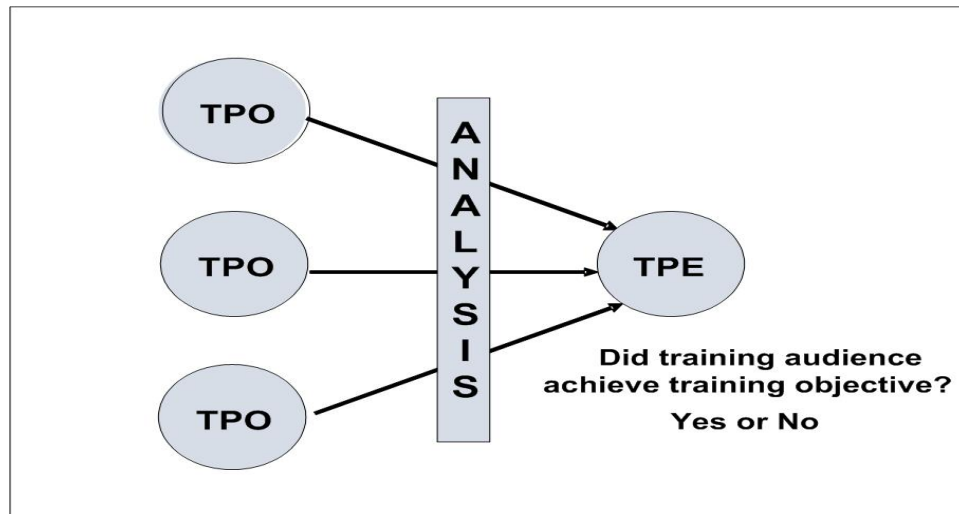 TPO
TPO
TPO
ANALYSIS
TPE
Did training audience
achieve training objective?
Yes or No